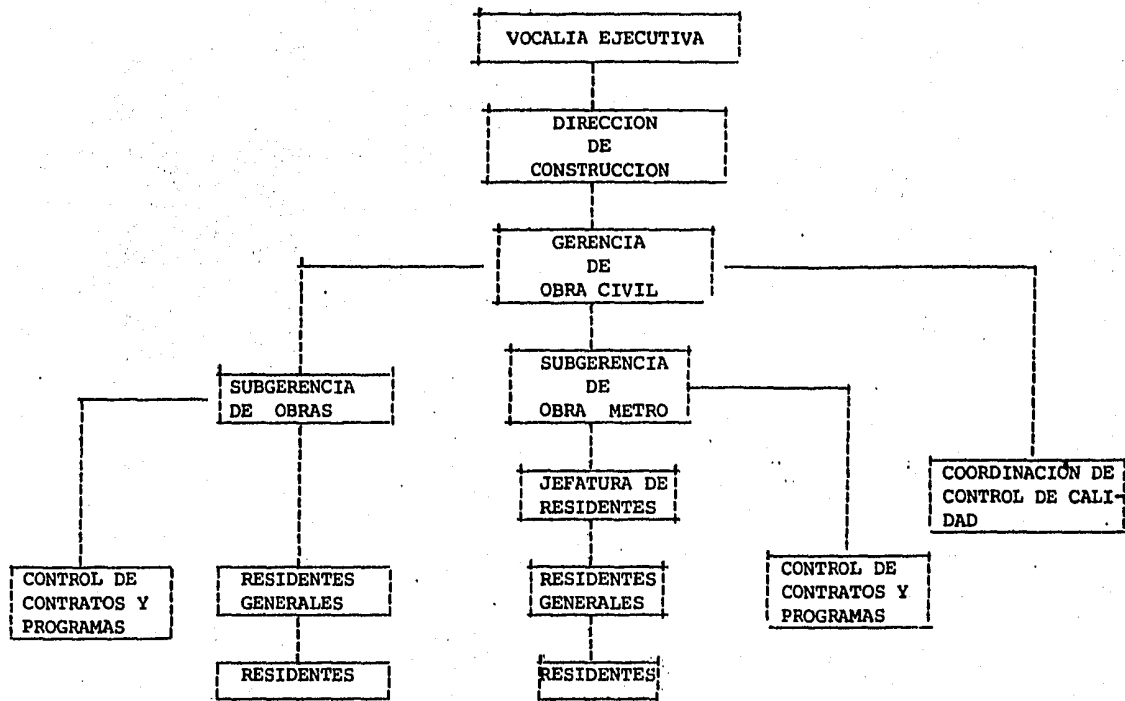 VOCALIA EJECUTIVA
DIRECCION
DE
CONSTRUCCION
GERENCIA
DE
OBRA CIVIL
SUBGERENCIA
DE OBRAS
SUBGERENCIA
DE
OBRA METRO
JEFATURA DE
RESIDENTES
COORDINACION DE
CONTROL DE CALI-
DAD
CONTROL DE
CONTRATOS Y
PROGRAMAS
RESIDENTES
GENERALES
RESIDENTES
GENERALES
CONTROL DE
CONTRATOS Y
PROGRAMAS
RESIDENTES
RESIDENTES